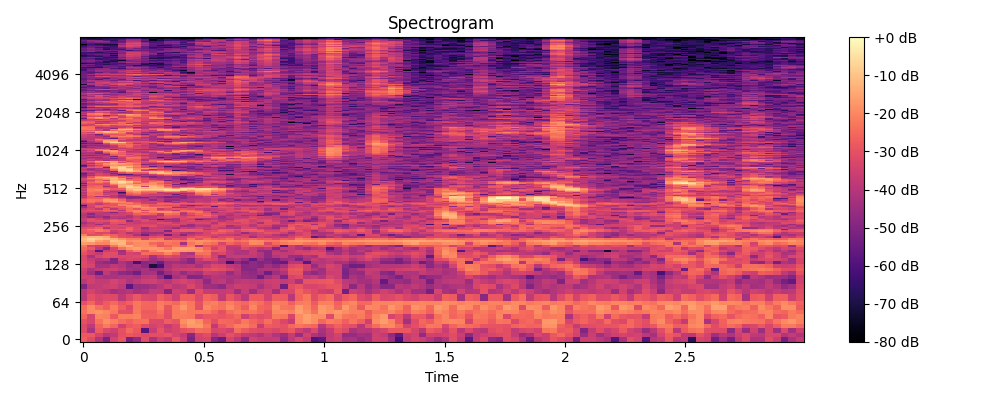 Spectrogram
Hz
4096
2048
1024
512
256
128
64
0
0
0.5
1
1.5
2
2.5
Time
+0 dB
-10 dB
-20 dB
-30 dB
-40 dB
-50 dB
-60 dB
-70 dB
-80 dB